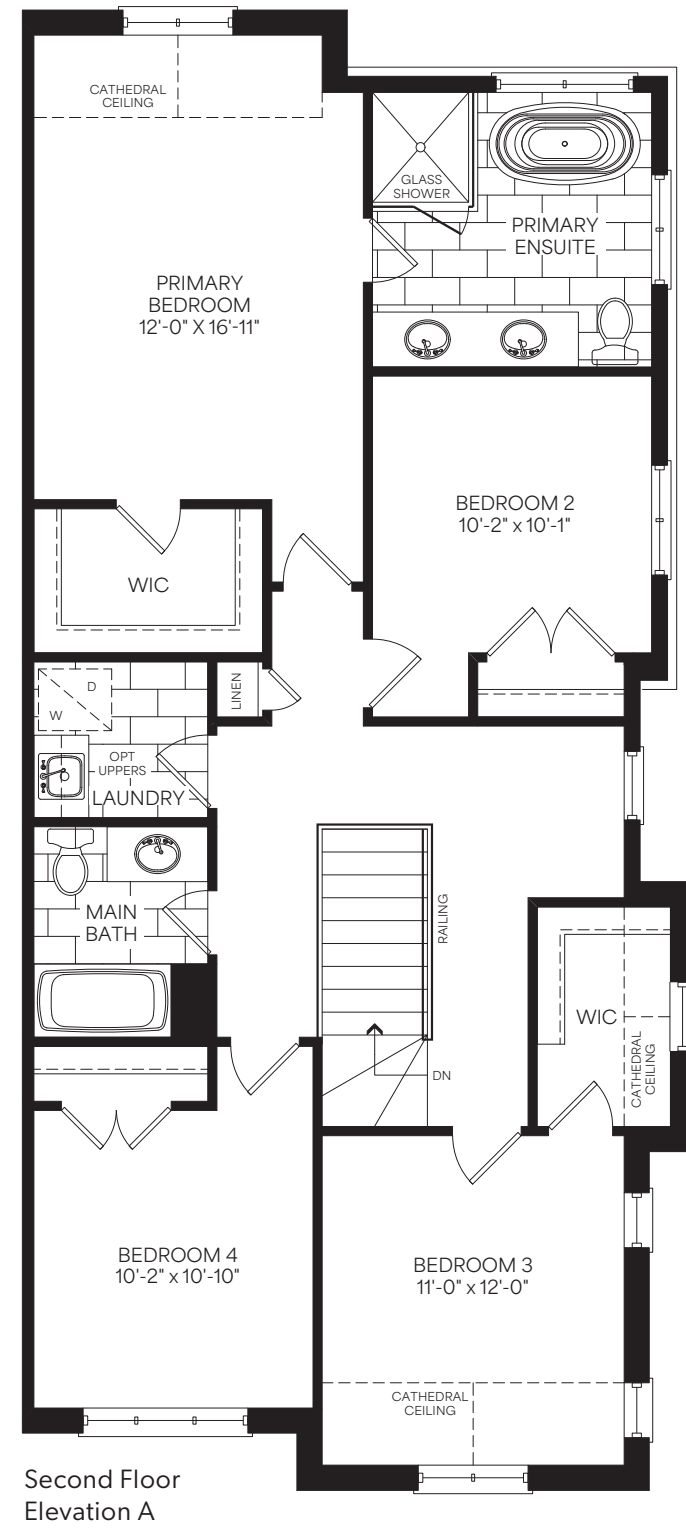 CATHEDRAL
CEILING
GLASS
SHOWER
PRIMARY
ENSUITE
PRIMARY
BEDROOM
12'-0" X 16'-11"
BEDROOM 2
10'-2" x 10'-1"
WIC
LINEN
D
W
OPT
UPPERS
LAUNDRY
MAIN
BATH
RAILING
WIC
CATHEDRAL
CEILING
DN
BEDROOM 4
10'-2" x 10'-10"
BEDROOM 3
11'-0" x 12'-0"
CATHEDRAL
CEILING
Second Floor
Elevation A